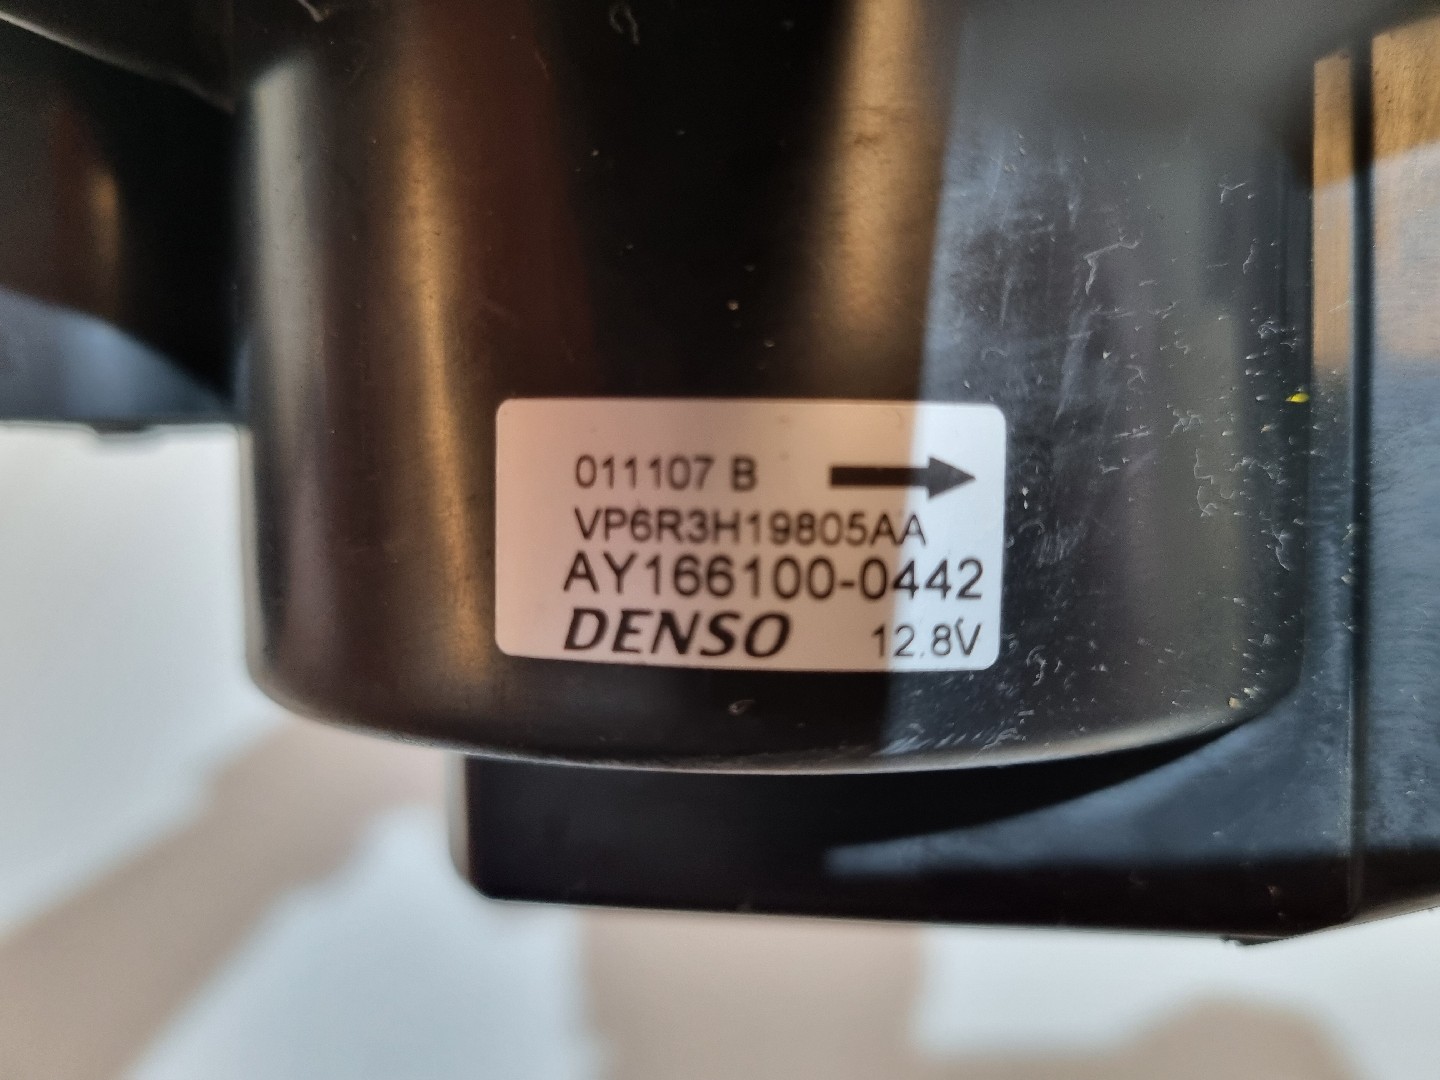 011107 B
VP6R3H19805AA
AY166100-0442
DENSO 12.8V